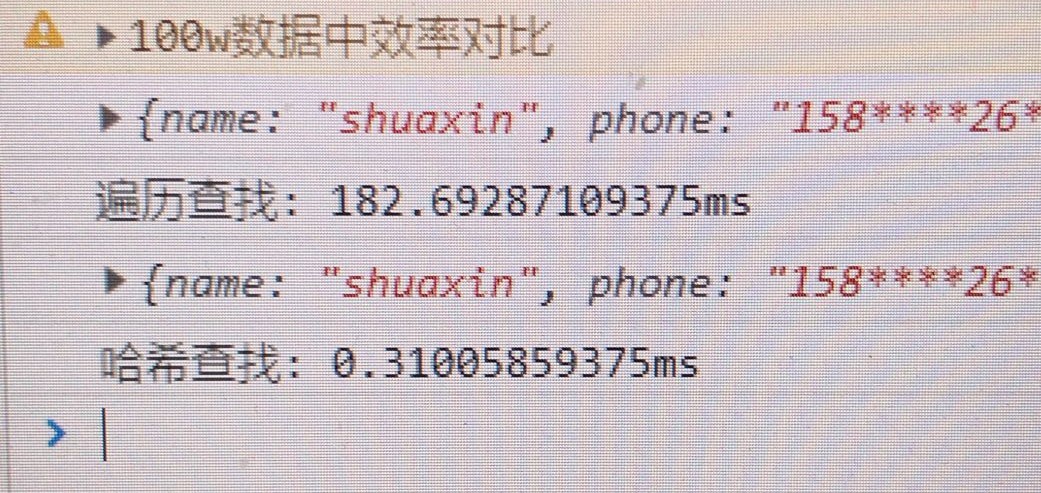 100w数据中效率对比
{name: "shuaxin", phone: "158****26*
遍历查找: 182.69287109375ms
{name: "shuaxin", phone: "158****26*
哈希查找: 0.31005859375ms